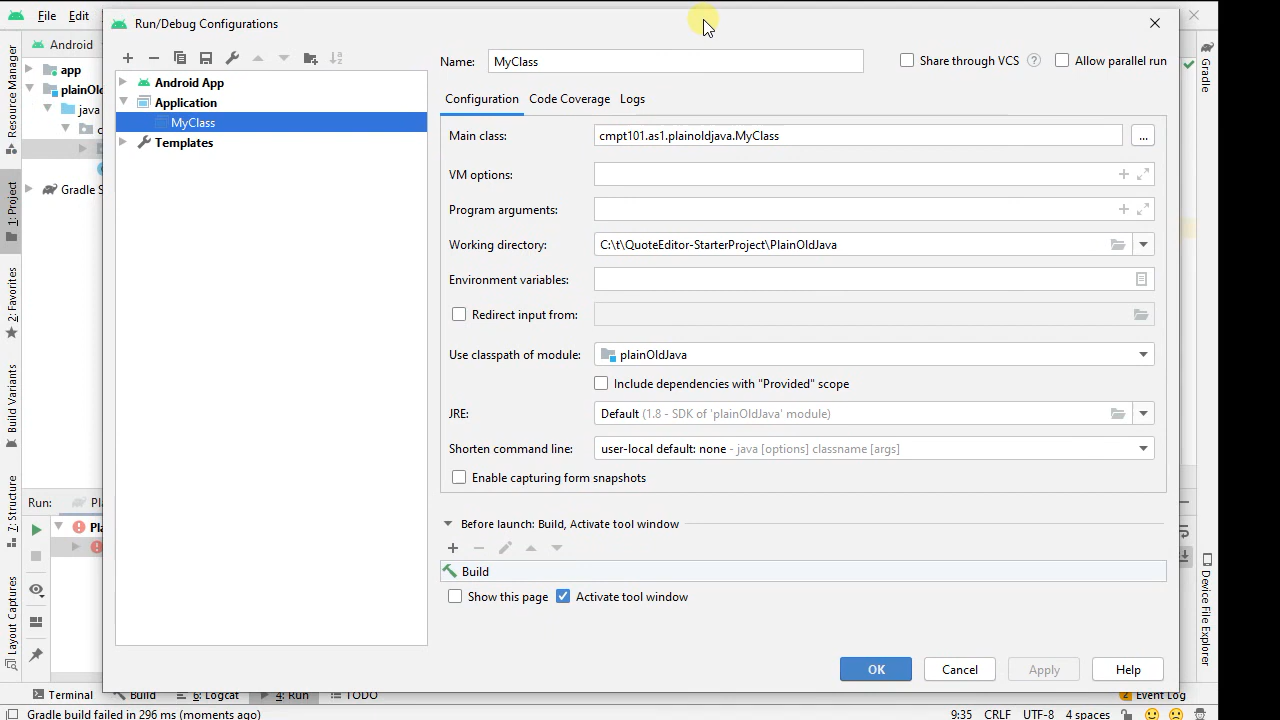 File Edit
Run/Debug Configurations
Android
app
plainOld
java
Gradle S
Resource Manager
1: Project
2: Favorites
Build Variants
7: Structure
Layout Captures
Android App
Application
MyClass
Templates
Name: MyClass
Share through VCS ? Allow parallel run
Configuration Code Coverage Logs
Main class: cmpt101.as1.plainoldjava.MyClass ...
VM options:
Program arguments:
Working directory: C:\t\QuoteEditor-StarterProject\PlainOldJava
Environment variables:
Redirect input from:
Use classpath of module: plainOldJava
Include dependencies with "Provided" scope
JRE: Default (1.8 - SDK of 'plainOldJava' module)
Shorten command line: user-local default: none - java [options] classname [args]
Enable capturing form snapshots
Before launch: Build, Activate tool window
Build
Show this page Activate tool window
OK Cancel Apply Help
Gradle
Device File Explorer
Run: Pl
Pla
Terminal Build 6: Logcat 4: Run TODO 2 Event Log
Gradle build failed in 296 ms (moments ago) 9:35 CRLF UTF-8 4 spaces